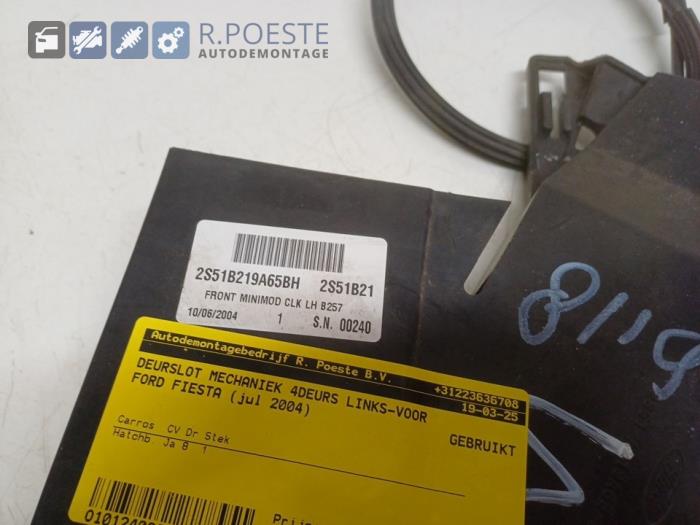 R.POESTE
AUTODEMONTAGE
2S51B219A65BH 2S51B21
FRONT MINIMOD CLK LH B257
10/06/2004 1 S.N. 00240
Autodemontagebedrijf R. Poeste B.V. +31223636708
19-03-25
DEURSLOT MECHANIEK 4DEURS LINKS-VOOR
FORD FIESTA (jul 2004)
GEBRUIKT
Carros CV Dr Stek
Hatchb Ja 8 1
8119